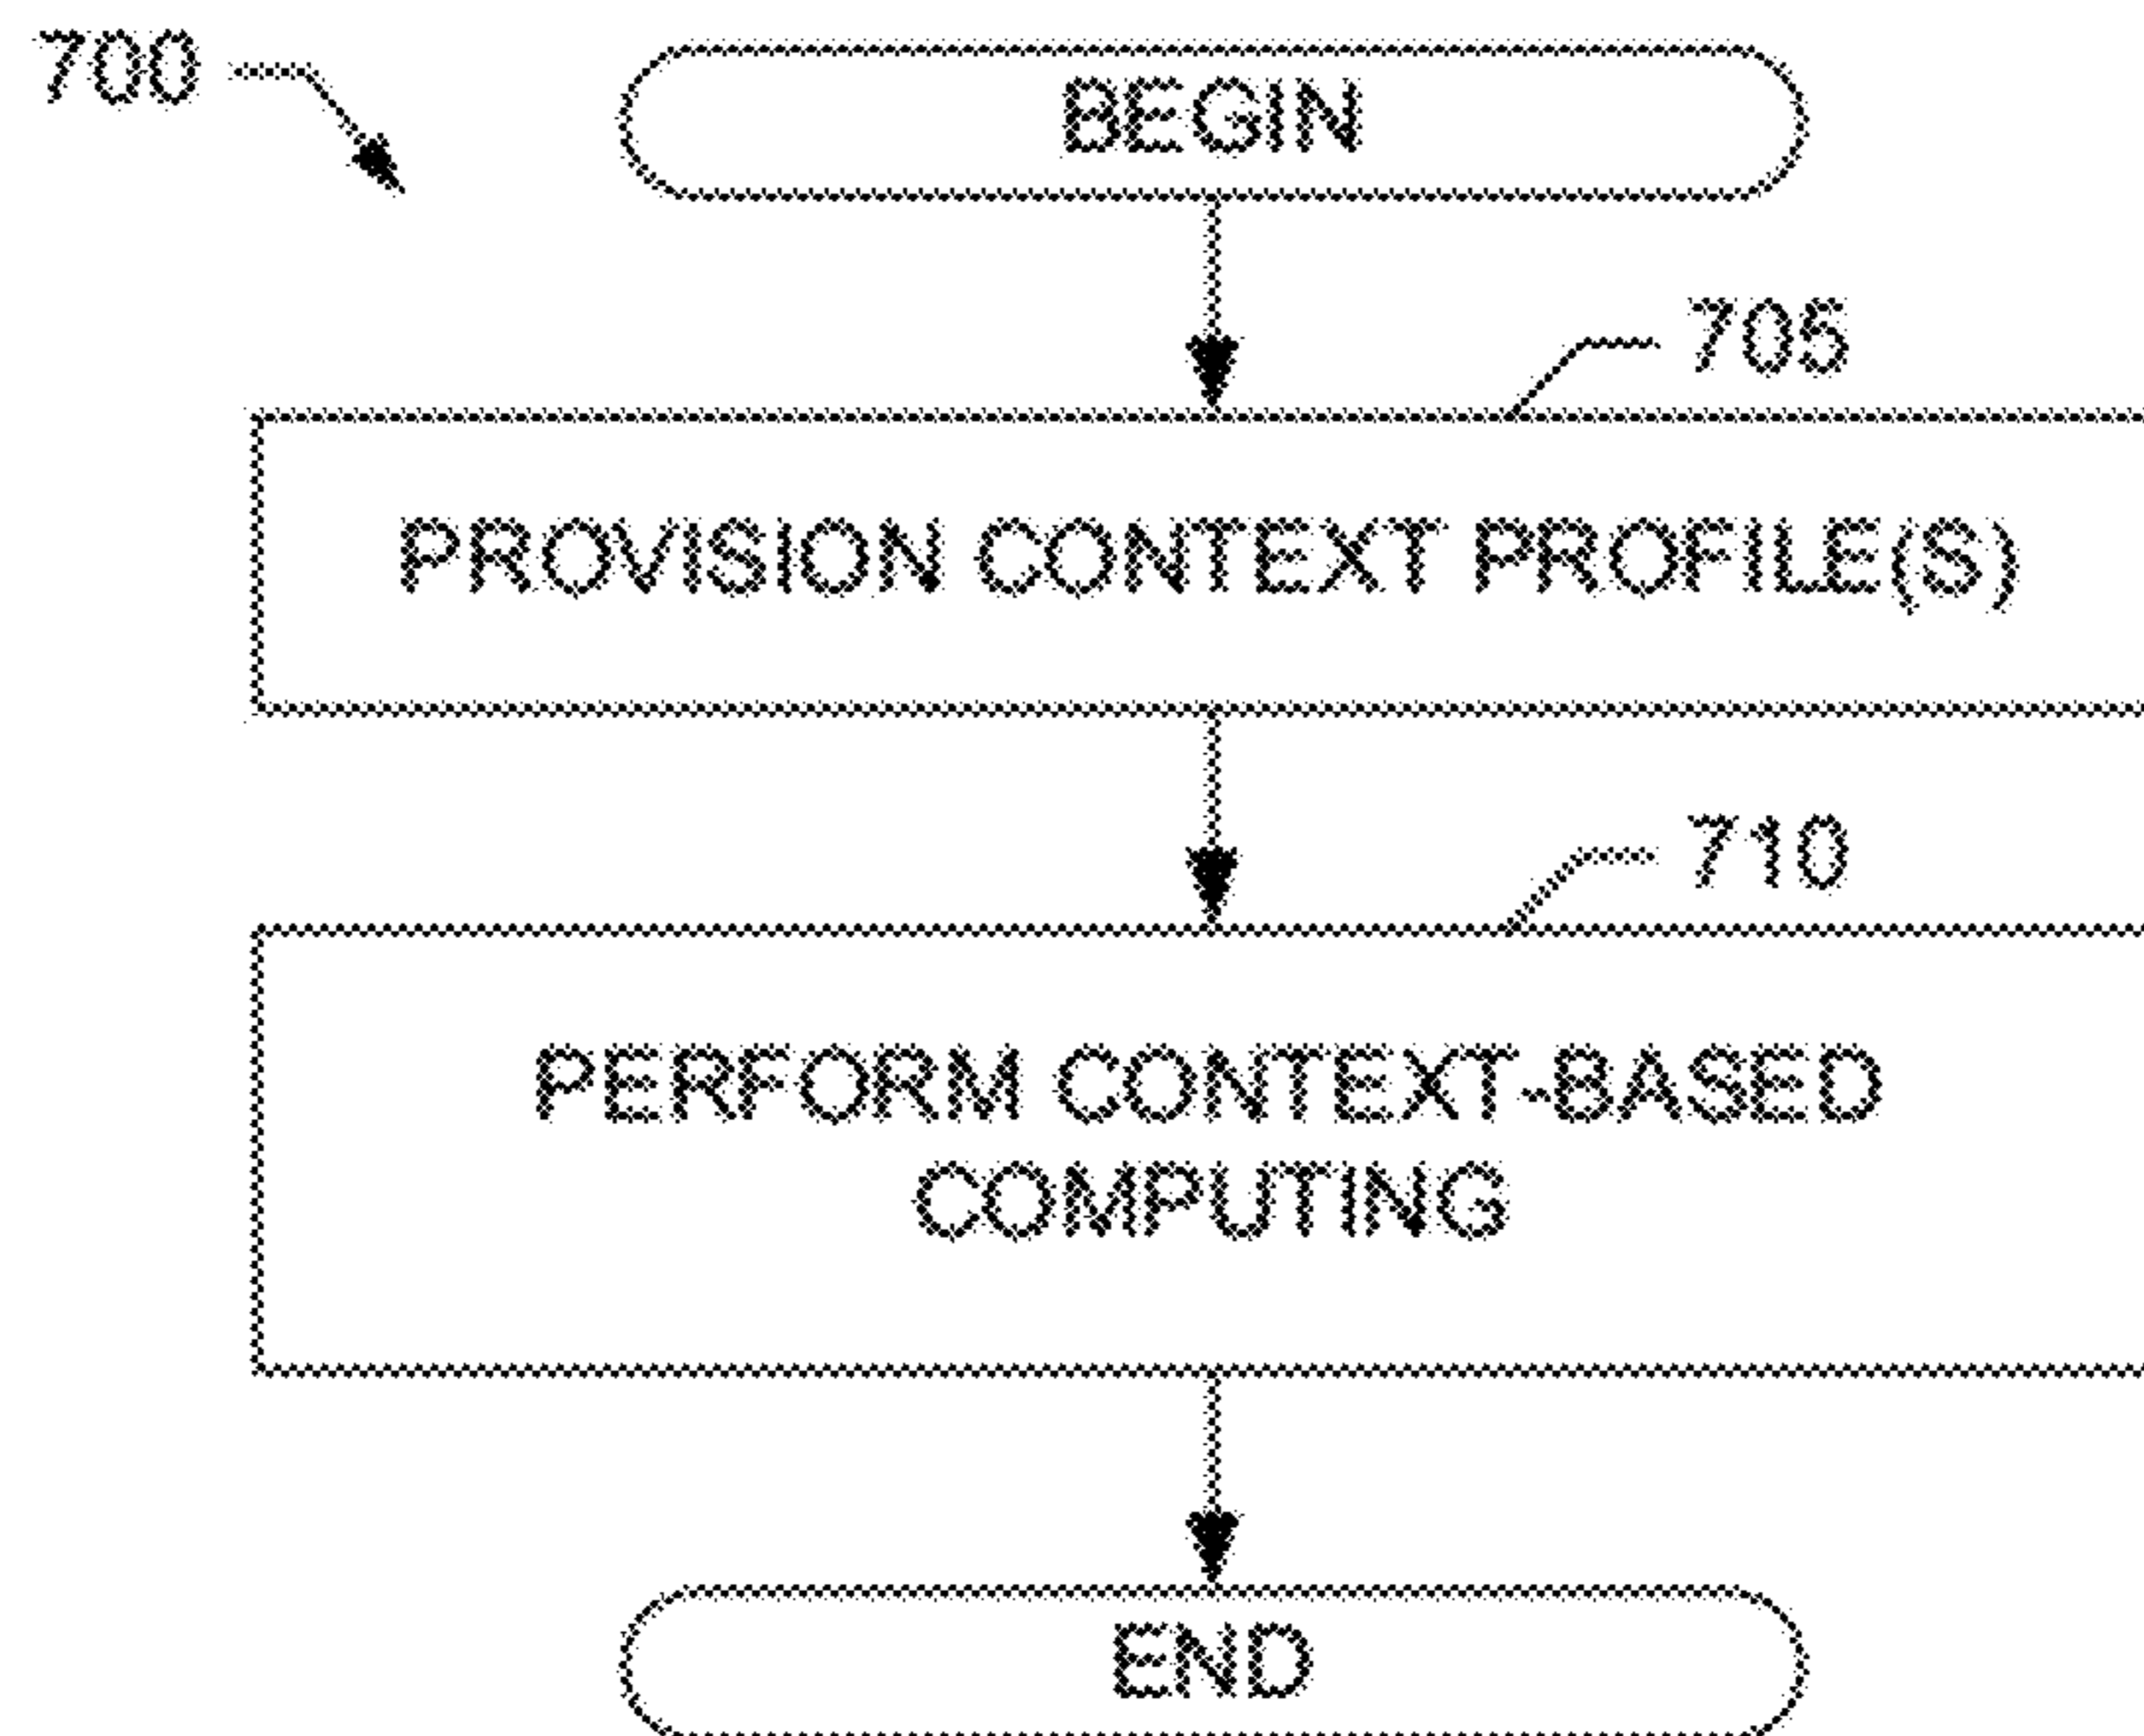 700
BEGIN
705
PROVISION CONTEXT PROFILE(S)
710
PERFORM CONTEXT-BASED
COMPUTING
END